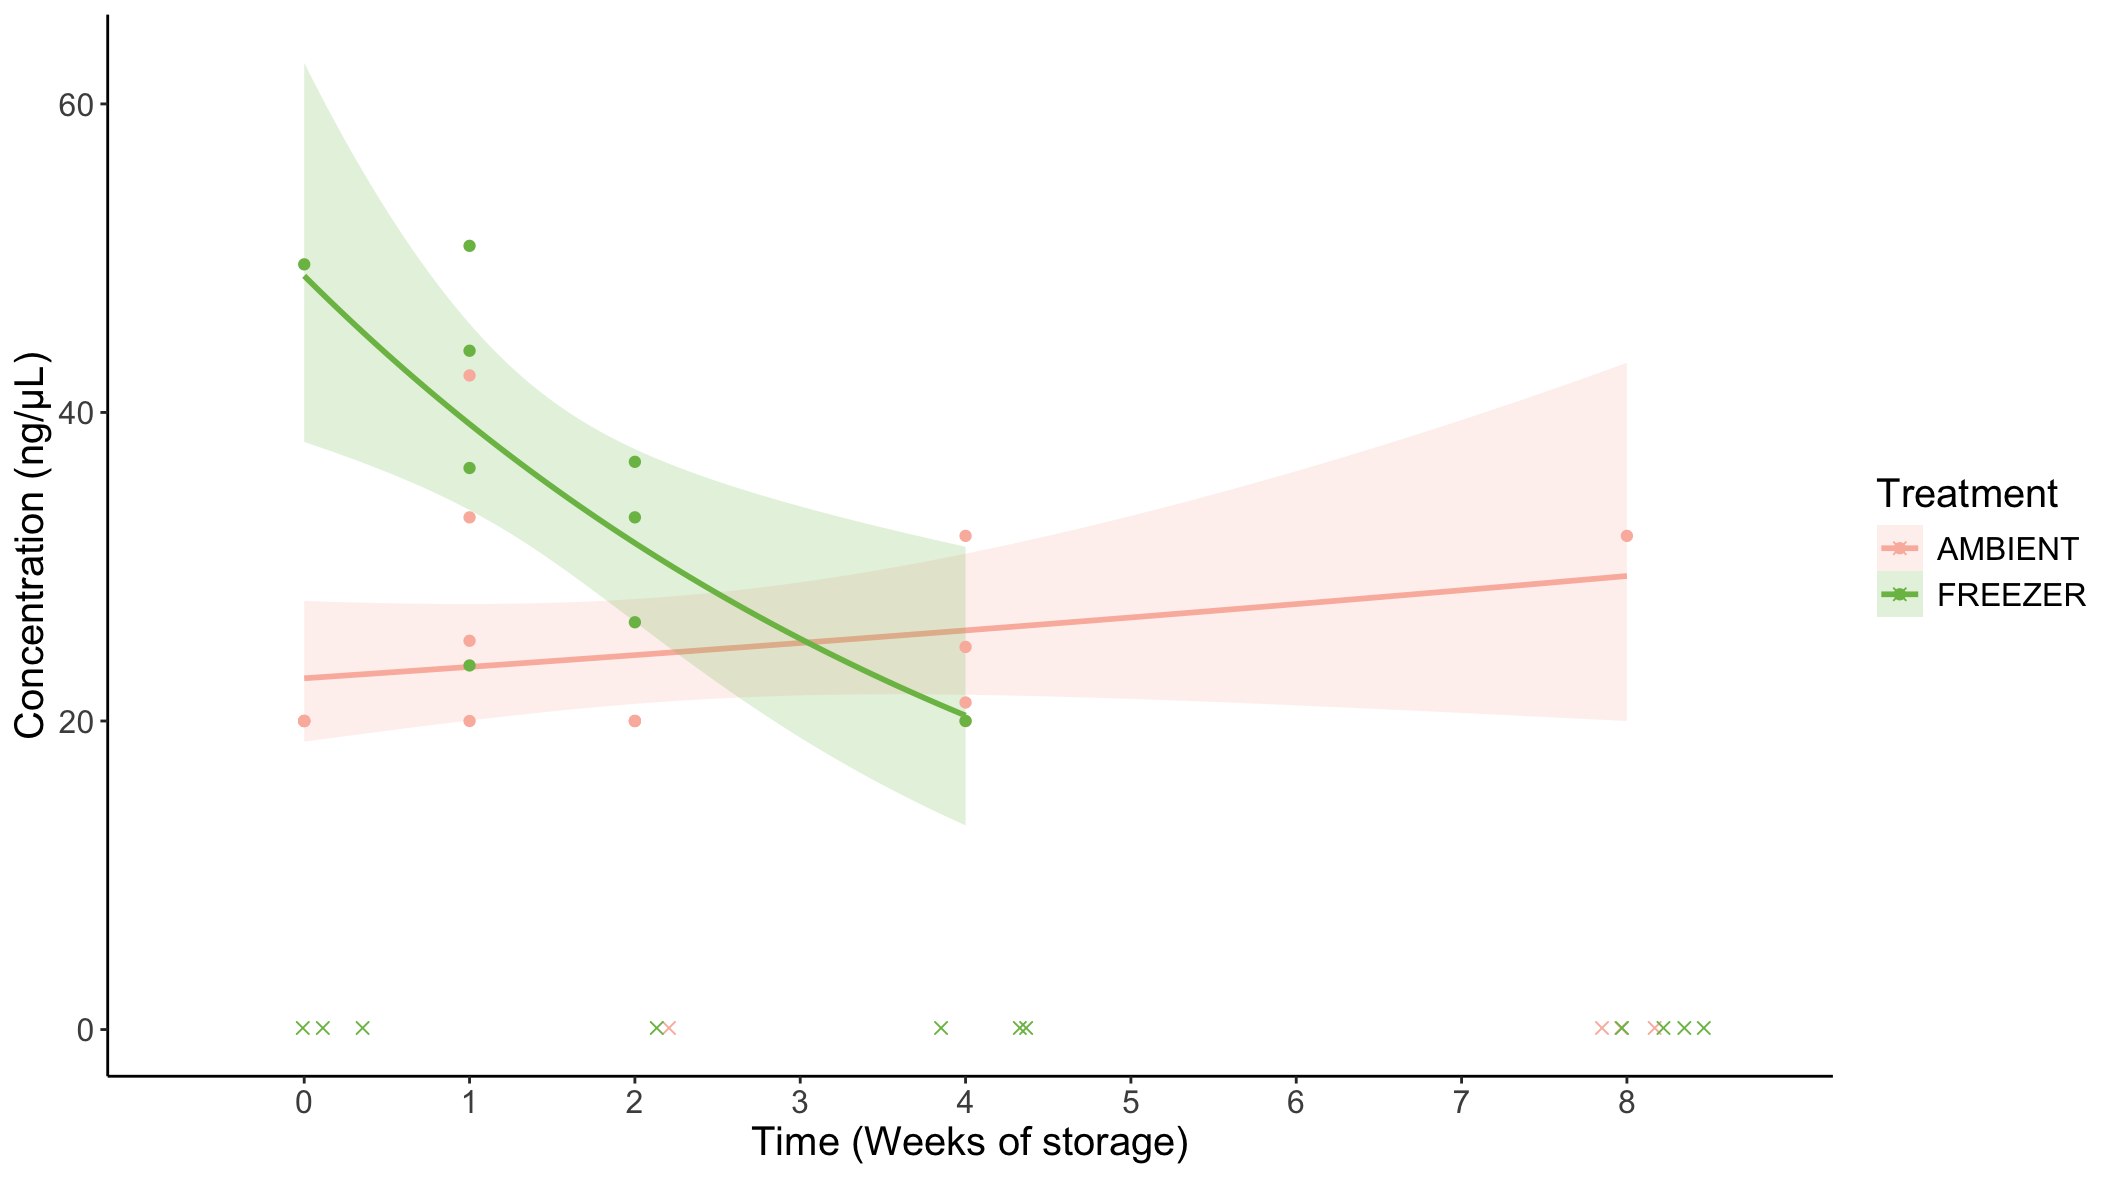 Concentration (ng/µL)
60
40
20
0
0 1 2 3 4 5 6 7 8
Time (Weeks of storage)
Treatment
AMBIENT
FREEZER